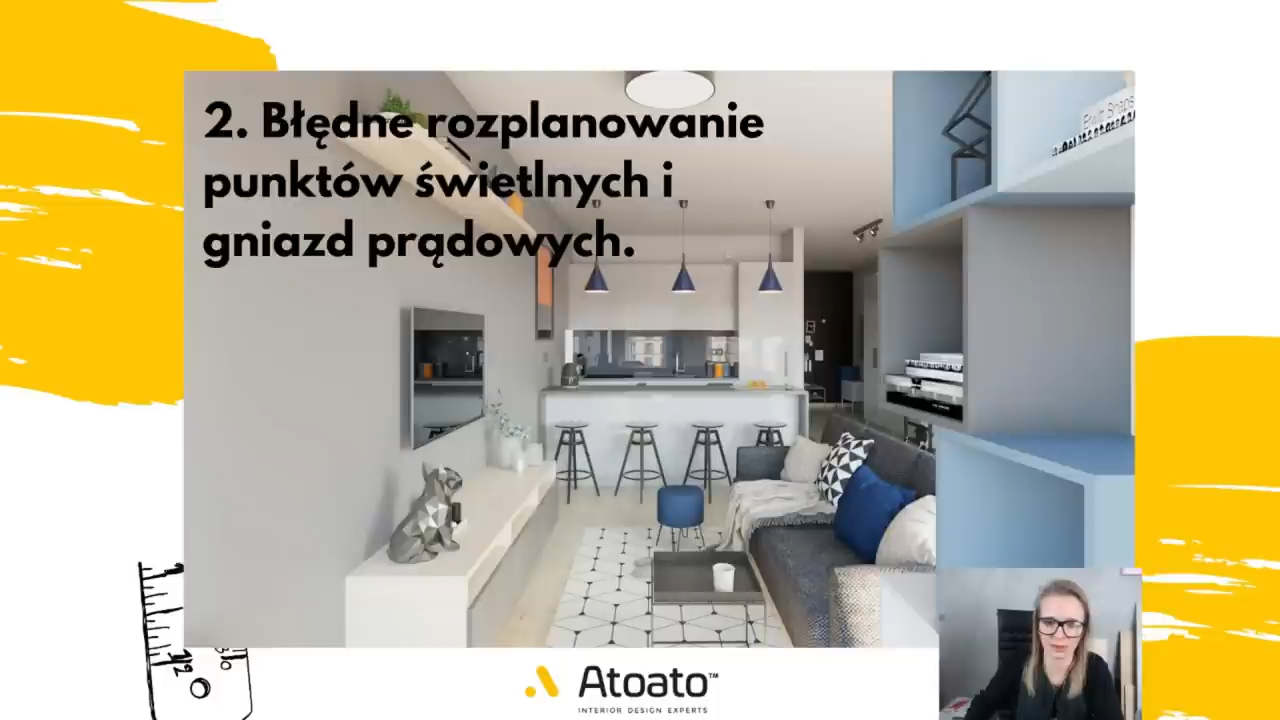 2. Błędne rozplanowanie
punktów świetlnych i
gniazd prądowych.
Atoato™
INTERIOR DESIGN EXPERTS